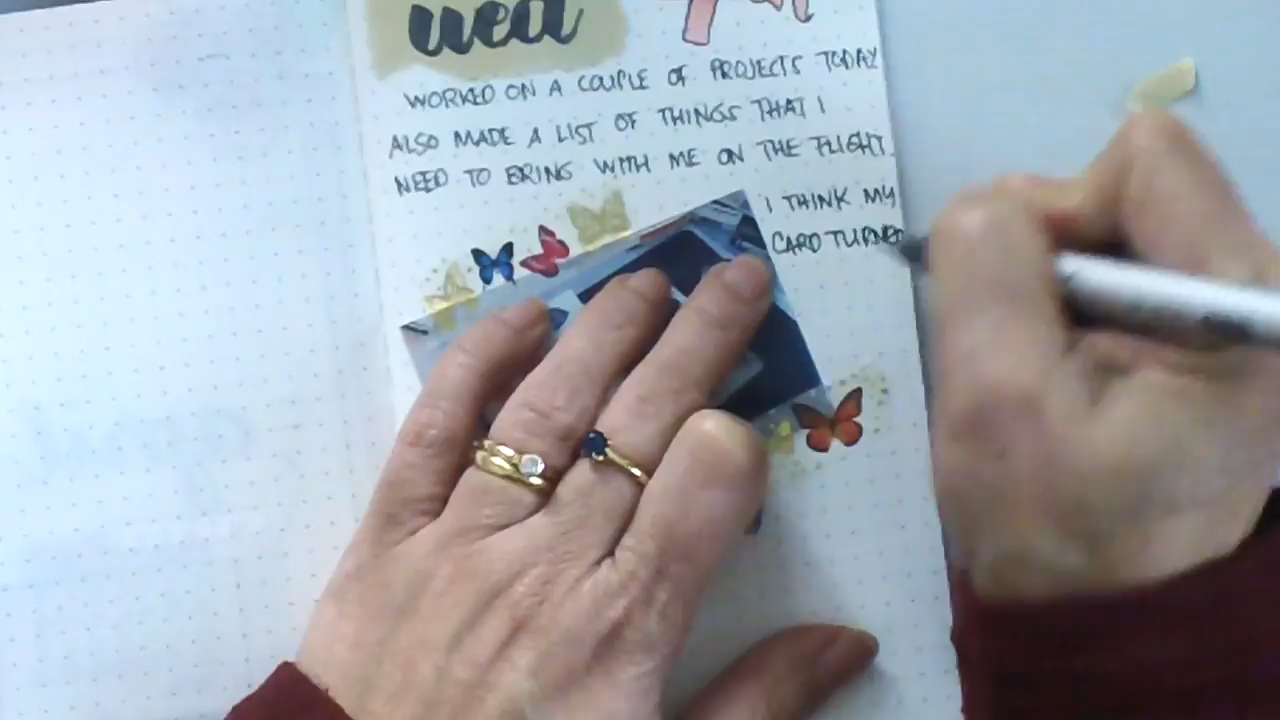 wed
WORKED ON A COUPLE OF PROJECTS TODAY
ALSO MADE A LIST OF THINGS THAT I
NEED TO BRING WITH ME ON THE FLIGHT.
I THINK MY
CARD TURNED